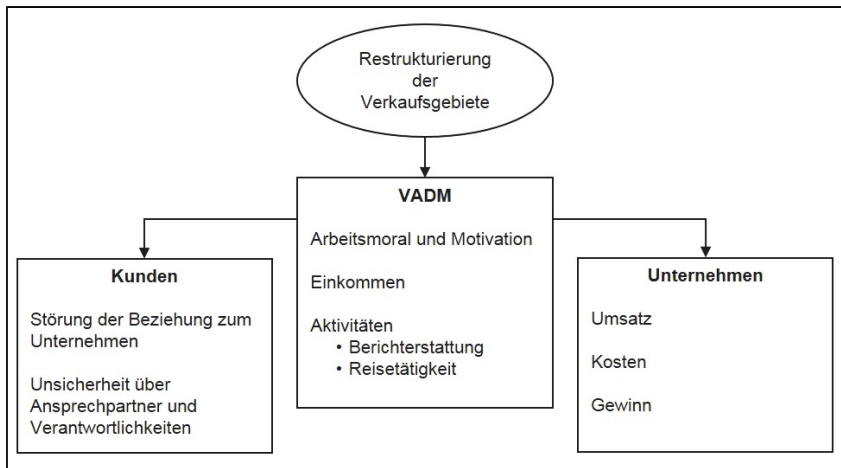 Restrukturierung
der
Verkaufsgebiete
VADM
Arbeitsmoral und Motivation
Einkommen
Aktivitäten
• Berichterstattung
• Reisetätigkeit
Kunden
Störung der Beziehung zum
Unternehmen
Unsicherheit über
Ansprechpartner und
Verantwortlichkeiten
Unternehmen
Umsatz
Kosten
Gewinn